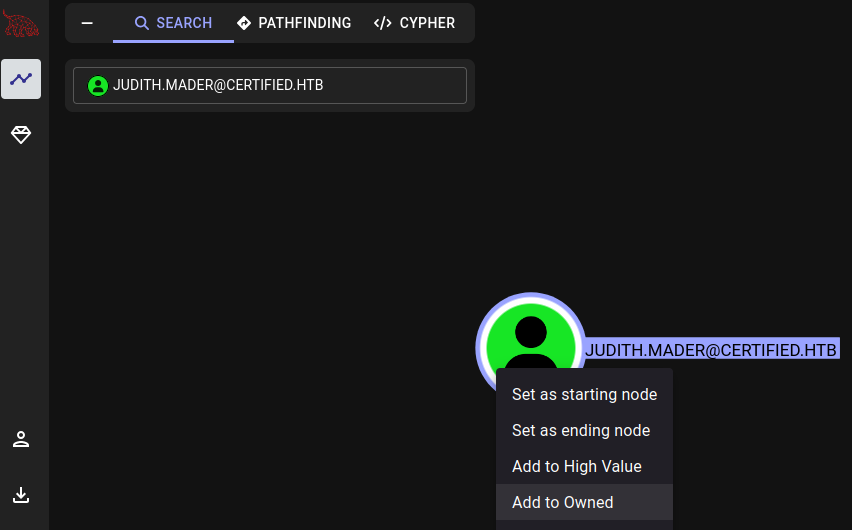 SEARCH PATHFINDING CYPHER
JUDITH.MADER@CERTIFIED.HTB
JUDITH.MADER@CERTIFIED.HTB
Set as starting node
Set as ending node
Add to High Value
Add to Owned